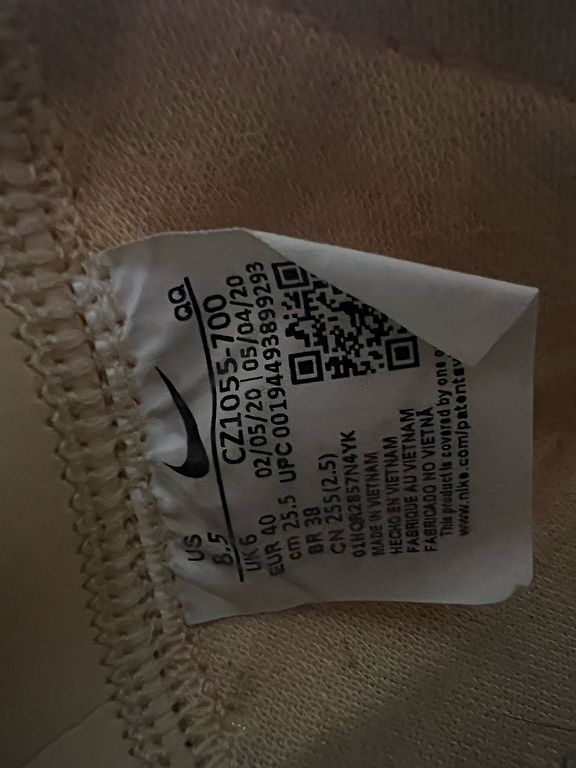 QQ
US
8.5
CZ1055-700
UK 6
02/05/20 | 05/04/20
EUR 40
UPC 00194493899293
cm 25.5
BR 38
CN 255(2.5)
01HQR2857N4YK
MADE IN VIETNAM
HECHO EN VIETNAM
FABRIQUE AU VIETNAM
FABRICADO NO VIETNÃ
This product is covered by one o
www.nike.com/patents